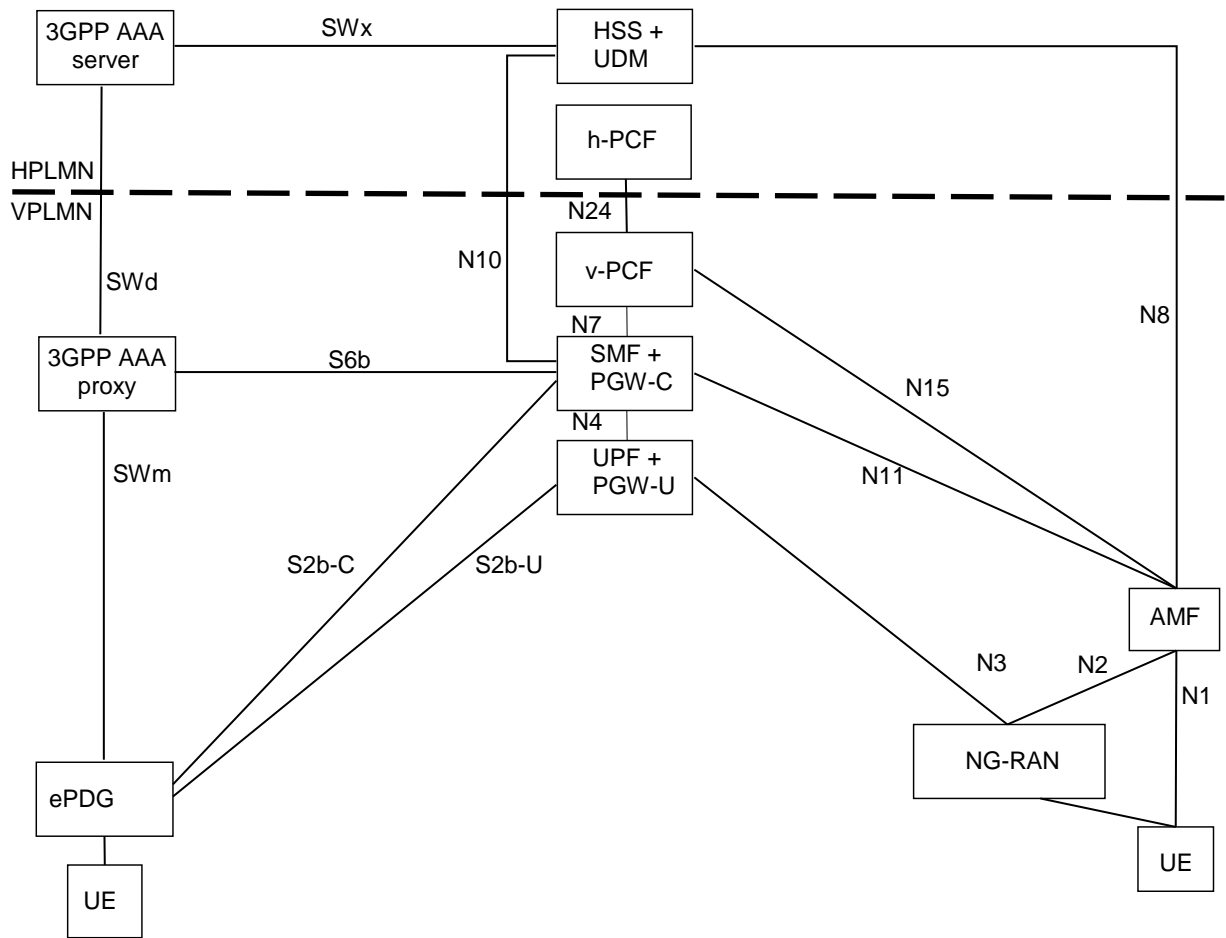 3GPP AAA
server
SWx
HSS +
UDM
h-PCF
HPLMN
VPLMN
N24
N10
v-PCF
SWd
N8
N7
3GPP AAA
proxy
S6b
SMF +
PGW-C
N15
N4
SWm
UPF +
PGW-U
N11
S2b-C
S2b-U
AMF
N3
N2
N1
NG-RAN
ePDG
UE
UE